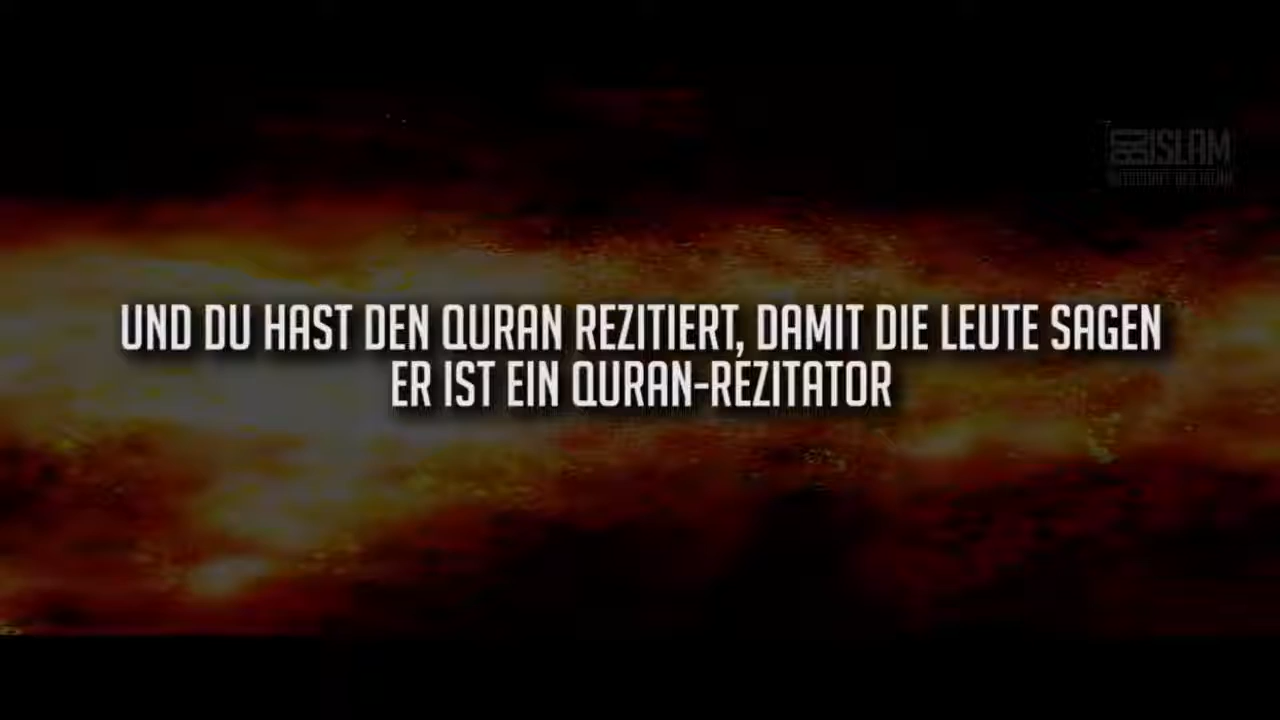 ISLAM
UND DU HAST DEN QURAN REZITIERT, DAMIT DIE LEUTE SAGEN
ER IST EIN QURAN-REZITATOR